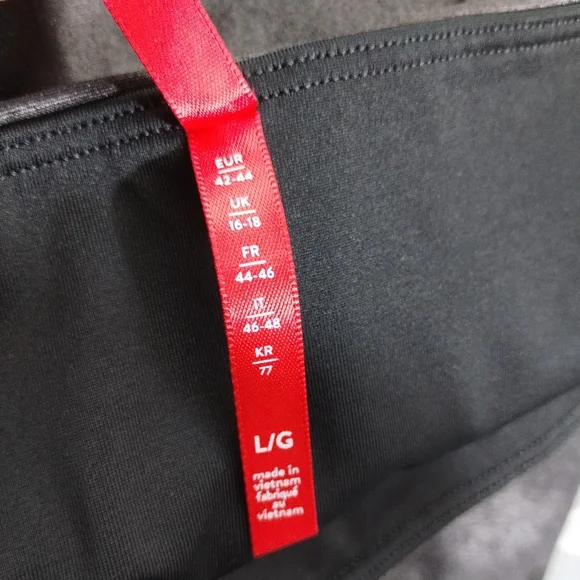 EUR
42-44
UK
16-18
FR
44-46
IT
46-48
KR
77
L/G
made in
vietnam
fabriqué
au
vietnam